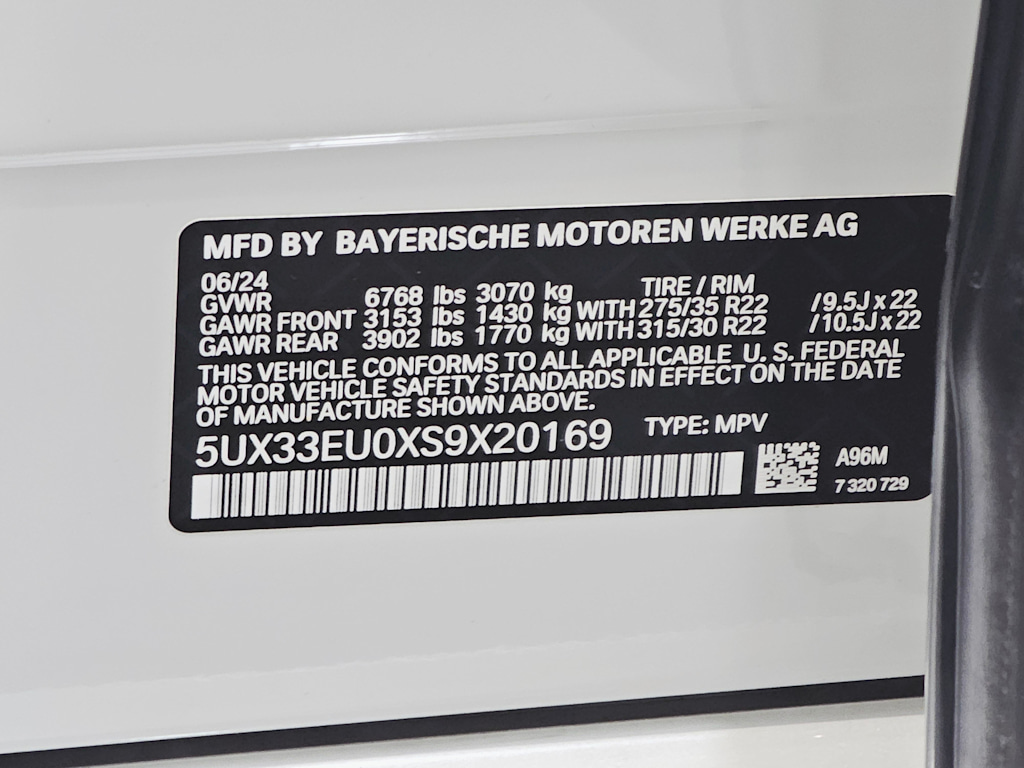 MFD BY BAYERISCHE MOTOREN WERKE AG
06/24 TIRE / RIM
GVWR 6768 lbs 3070 kg
GAWR FRONT 3153 lbs 1430 kg WITH 275/35 R22 /9.5J x 22
GAWR REAR 3902 lbs 1770 kg WITH 315/30 R22 /10.5J x 22
THIS VEHICLE CONFORMS TO ALL APPLICABLE U. S. FEDERAL
MOTOR VEHICLE SAFETY STANDARDS IN EFFECT ON THE DATE
OF MANUFACTURE SHOWN ABOVE.
5UX33EU0XS9X20169 TYPE: MPV
A96M
7 320 729